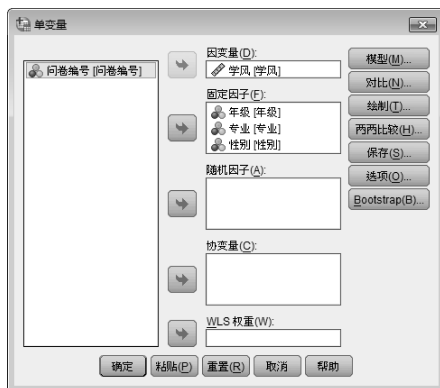 单变量
问卷编号 [问卷编号]
因变量(D):
学风 [学风]
固定因子(F):
年级 [年级]
专业 [专业]
性别 [性别]
随机因子(A):
协变量(C):
WLS 权重(W):
模型(M)...
对比(N)...
绘制(T)...
两两比较(H)...
保存(S)...
选项(O)...
Bootstrap(B)...
确定
粘贴(P)
重置(R)
取消
帮助